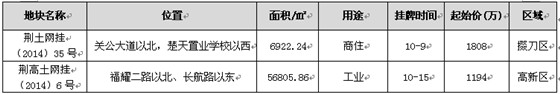 地块名称 位置 面积/㎡ 用途 挂牌时间 起始价(万) 区域
荆土网挂
(2014) 35 号 关公大道以北，楚天置业学校以西 6922.24 商住 10-9 1808 掇刀区
荆高土网挂
(2014) 6 号 福耀二路以北、长航路以东 56805.86 工业 10-15 1194 高新区